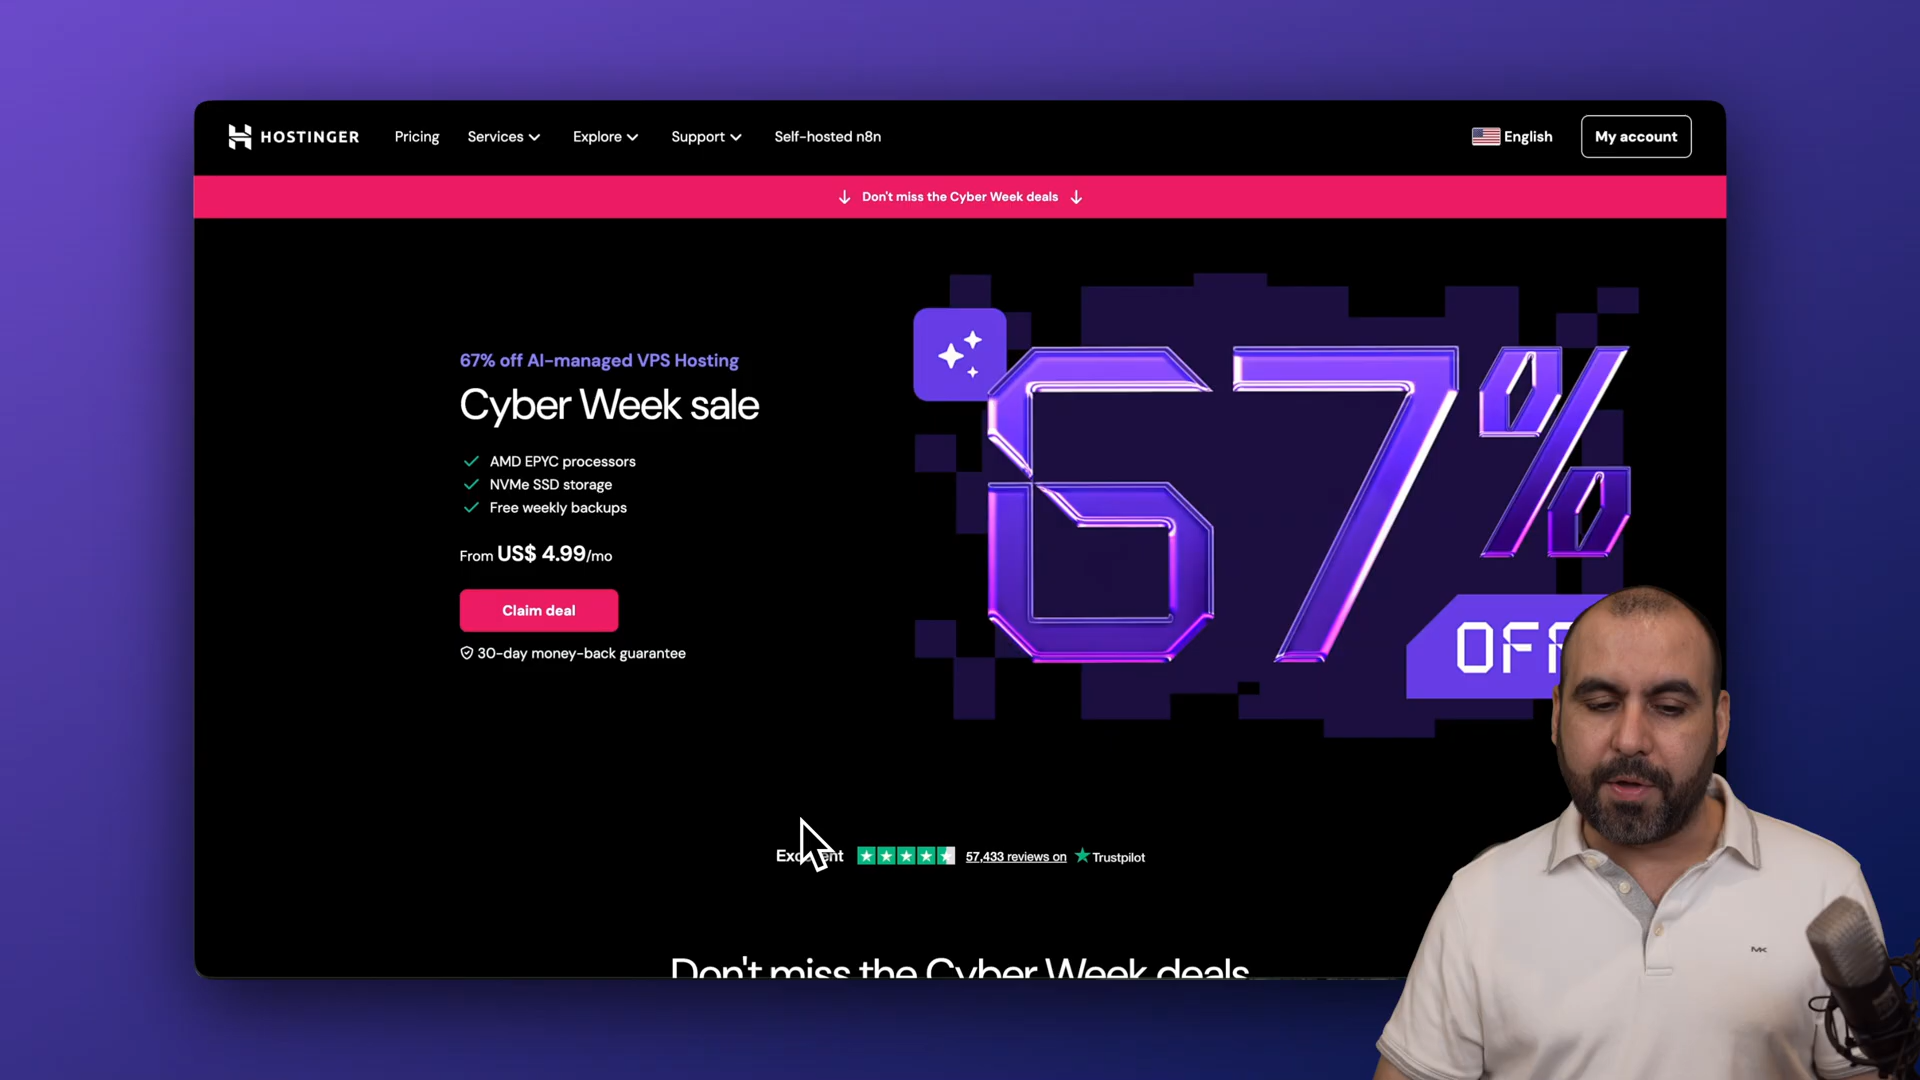 HOSTINGER Pricing Services Explore Support Self-hosted n8n English My account
Don't miss the Cyber Week deals
67% off AI-managed VPS Hosting
Cyber Week sale
AMD EPYC processors
NVMe SSD storage
Free weekly backups
From US$ 4.99/mo
Claim deal
30-day money-back guarantee
67%
OFF
Excellent 57,433 reviews on Trustpilot
Don't miss the Cyber Week deals
MK